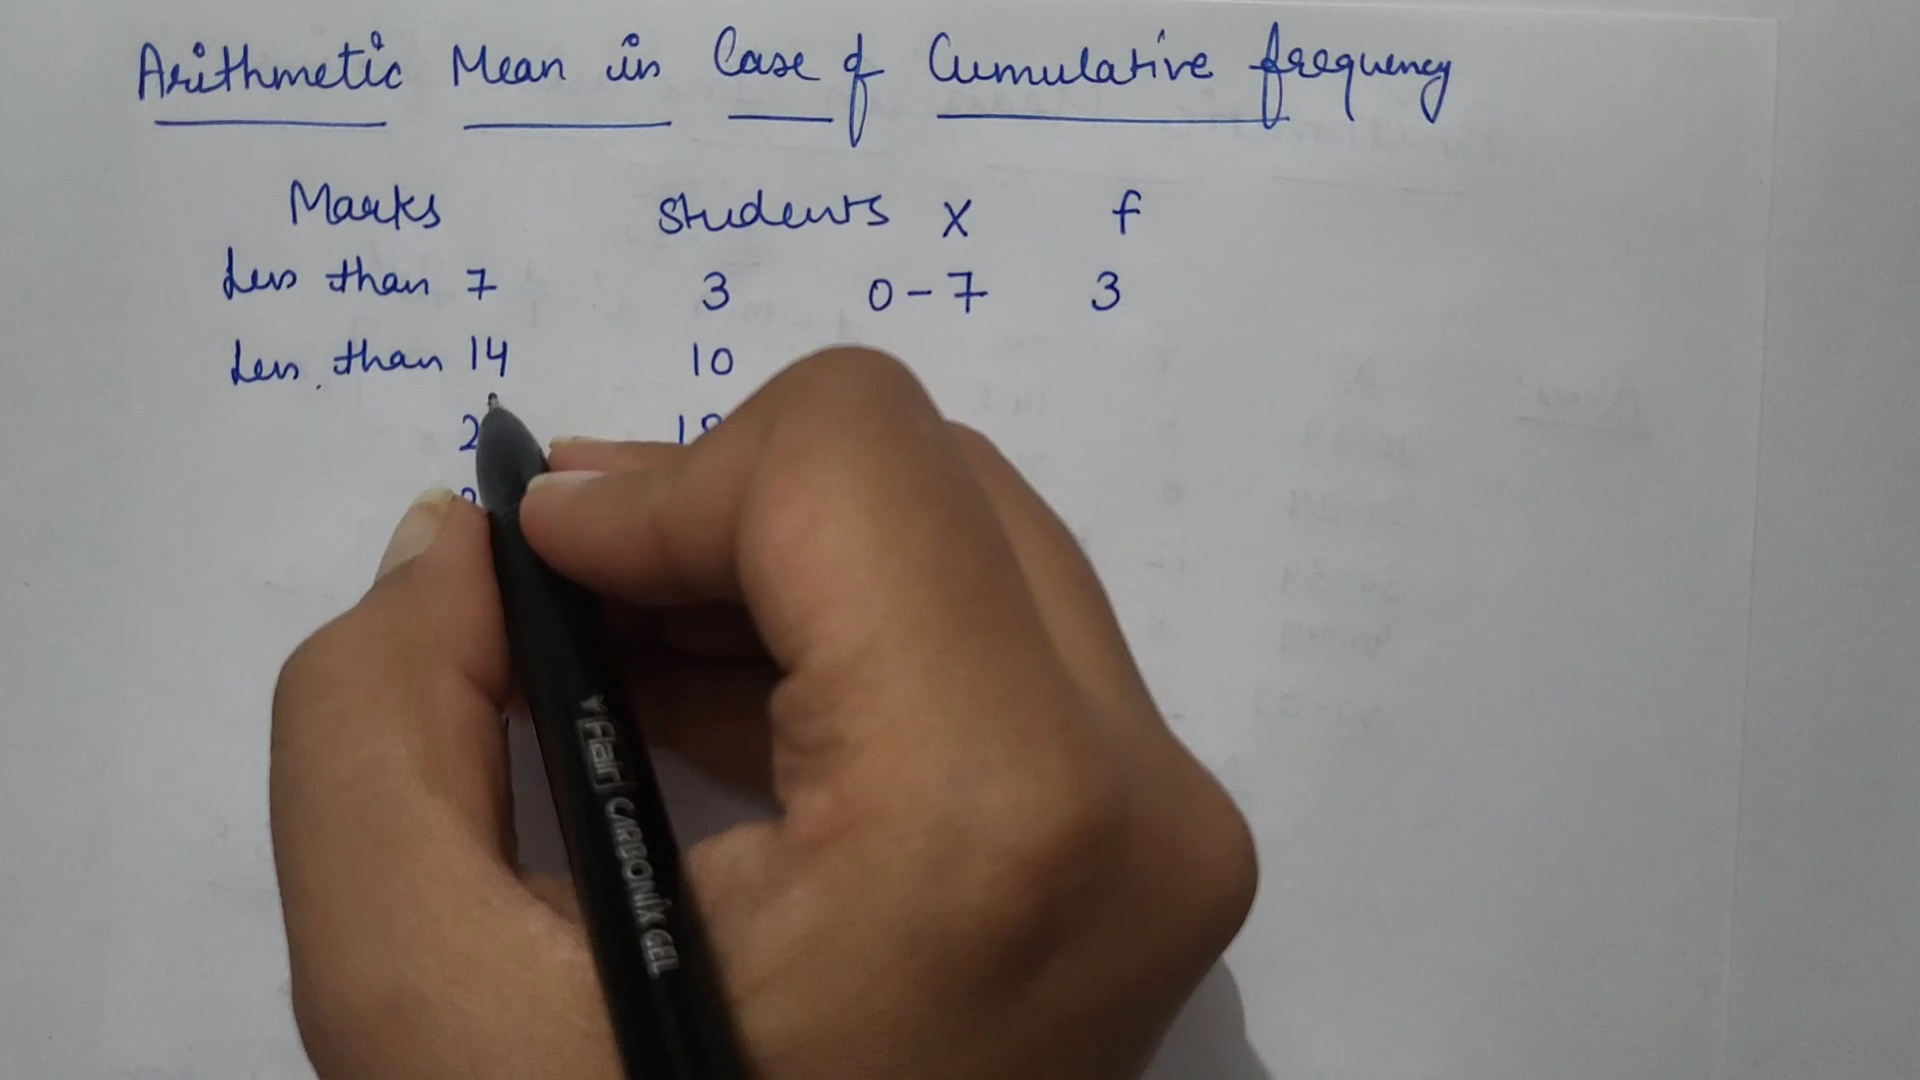 Arithmetic Mean in Case of Cumulative frequency
Marks students X f
Less than 7 3 0-7 3
Less than 14 10
2
Flair CARBONIX GEL